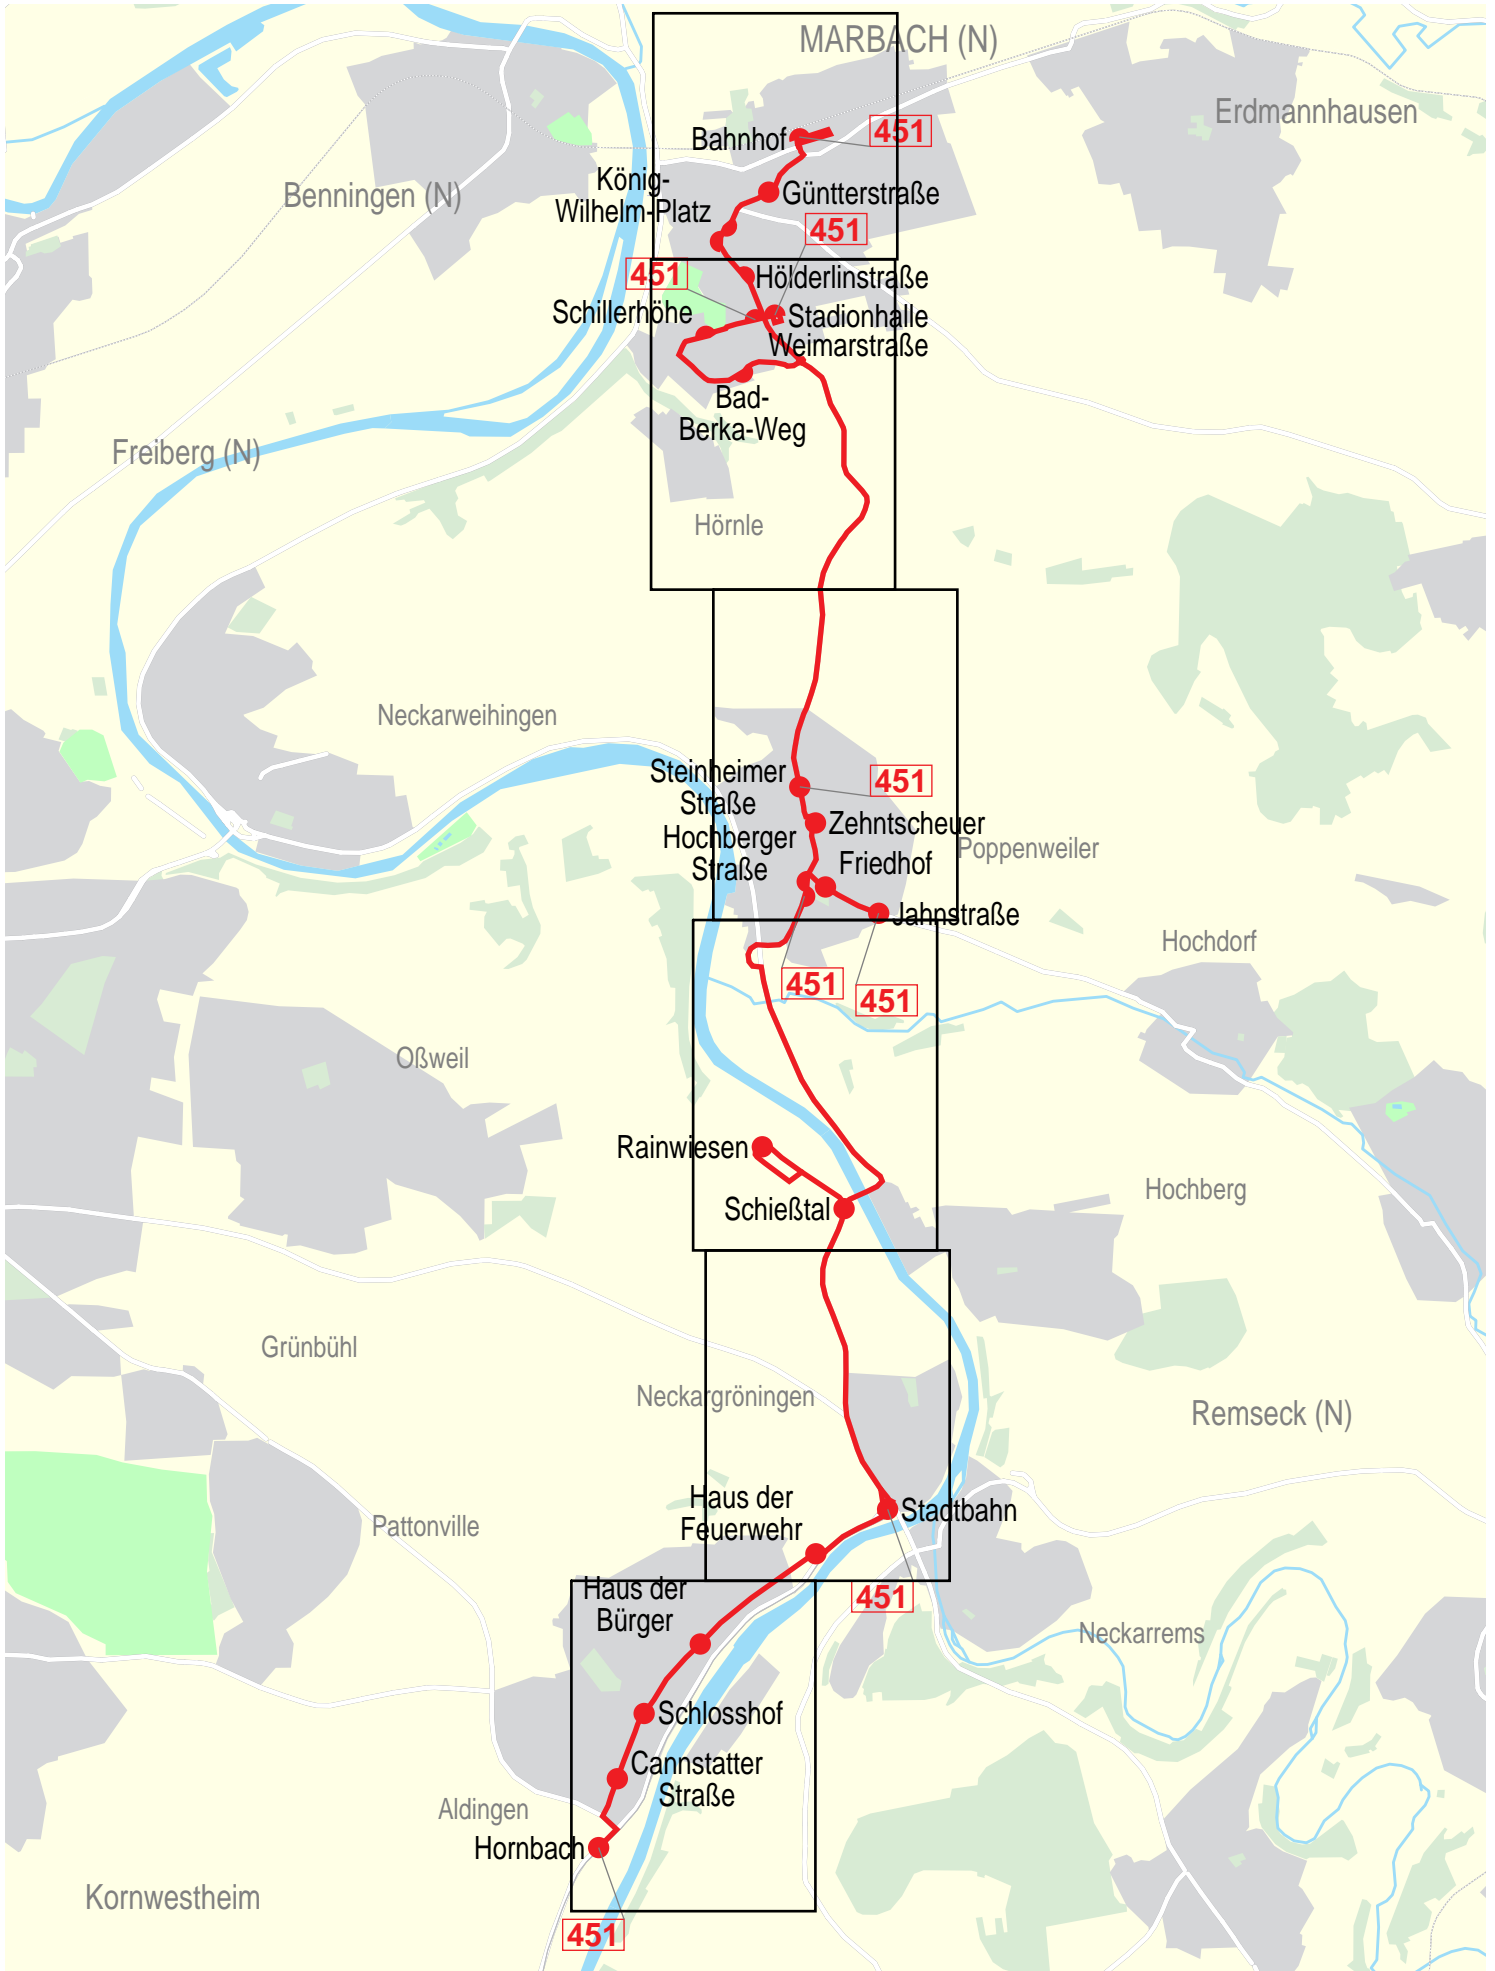 MARBACH (N)
Erdmannhausen
Bahnhof
451
Benningen (N)
König-
Wilhelm-Platz
Güntterstraße
451
451
Hölderlinstraße
Schillerhöhe
Stadionhalle
Weimarstraße
Bad-
Berka-Weg
Freiberg (N)
Hörnle
Neckarweihingen
Steinheimer
Straße
451
Zehntscheuer
Hochberger
Straße
Friedhof
Poppenweiler
Jahnstraße
Hochdorf
451
451
Oßweil
Rainwiesen
Schießtal
Hochberg
Grünbühl
Neckargröningen
Remseck (N)
Haus der
Feuerwehr
Stadtbahn
Pattonville
Haus der
Bürger
451
Neckarrems
Schlosshof
Cannstatter
Straße
Aldingen
Hornbach
Kornwestheim
451